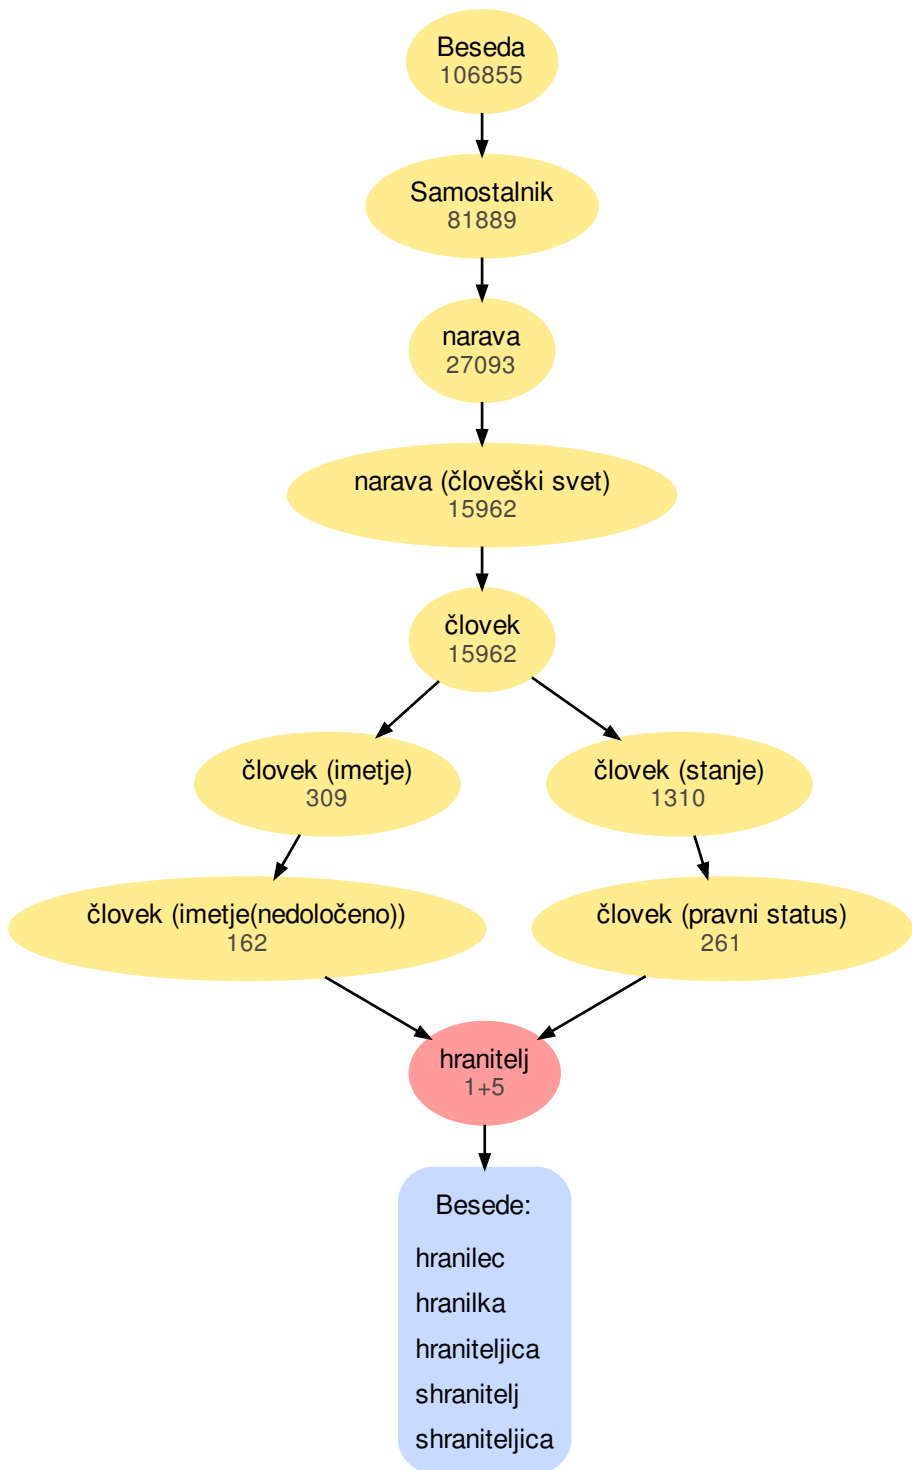 Beseda
106855
Samostalnik
81889
narava
27093
narava (človeški svet)
15962
človek
15962
človek (imetje)
309
človek (stanje)
1310
človek (imetje(nedoločeno))
162
človek (pravni status)
261
hranitelj
1+5
Besede:
hranilec
hranilka
hraniteljica
shranitelj
shraniteljica